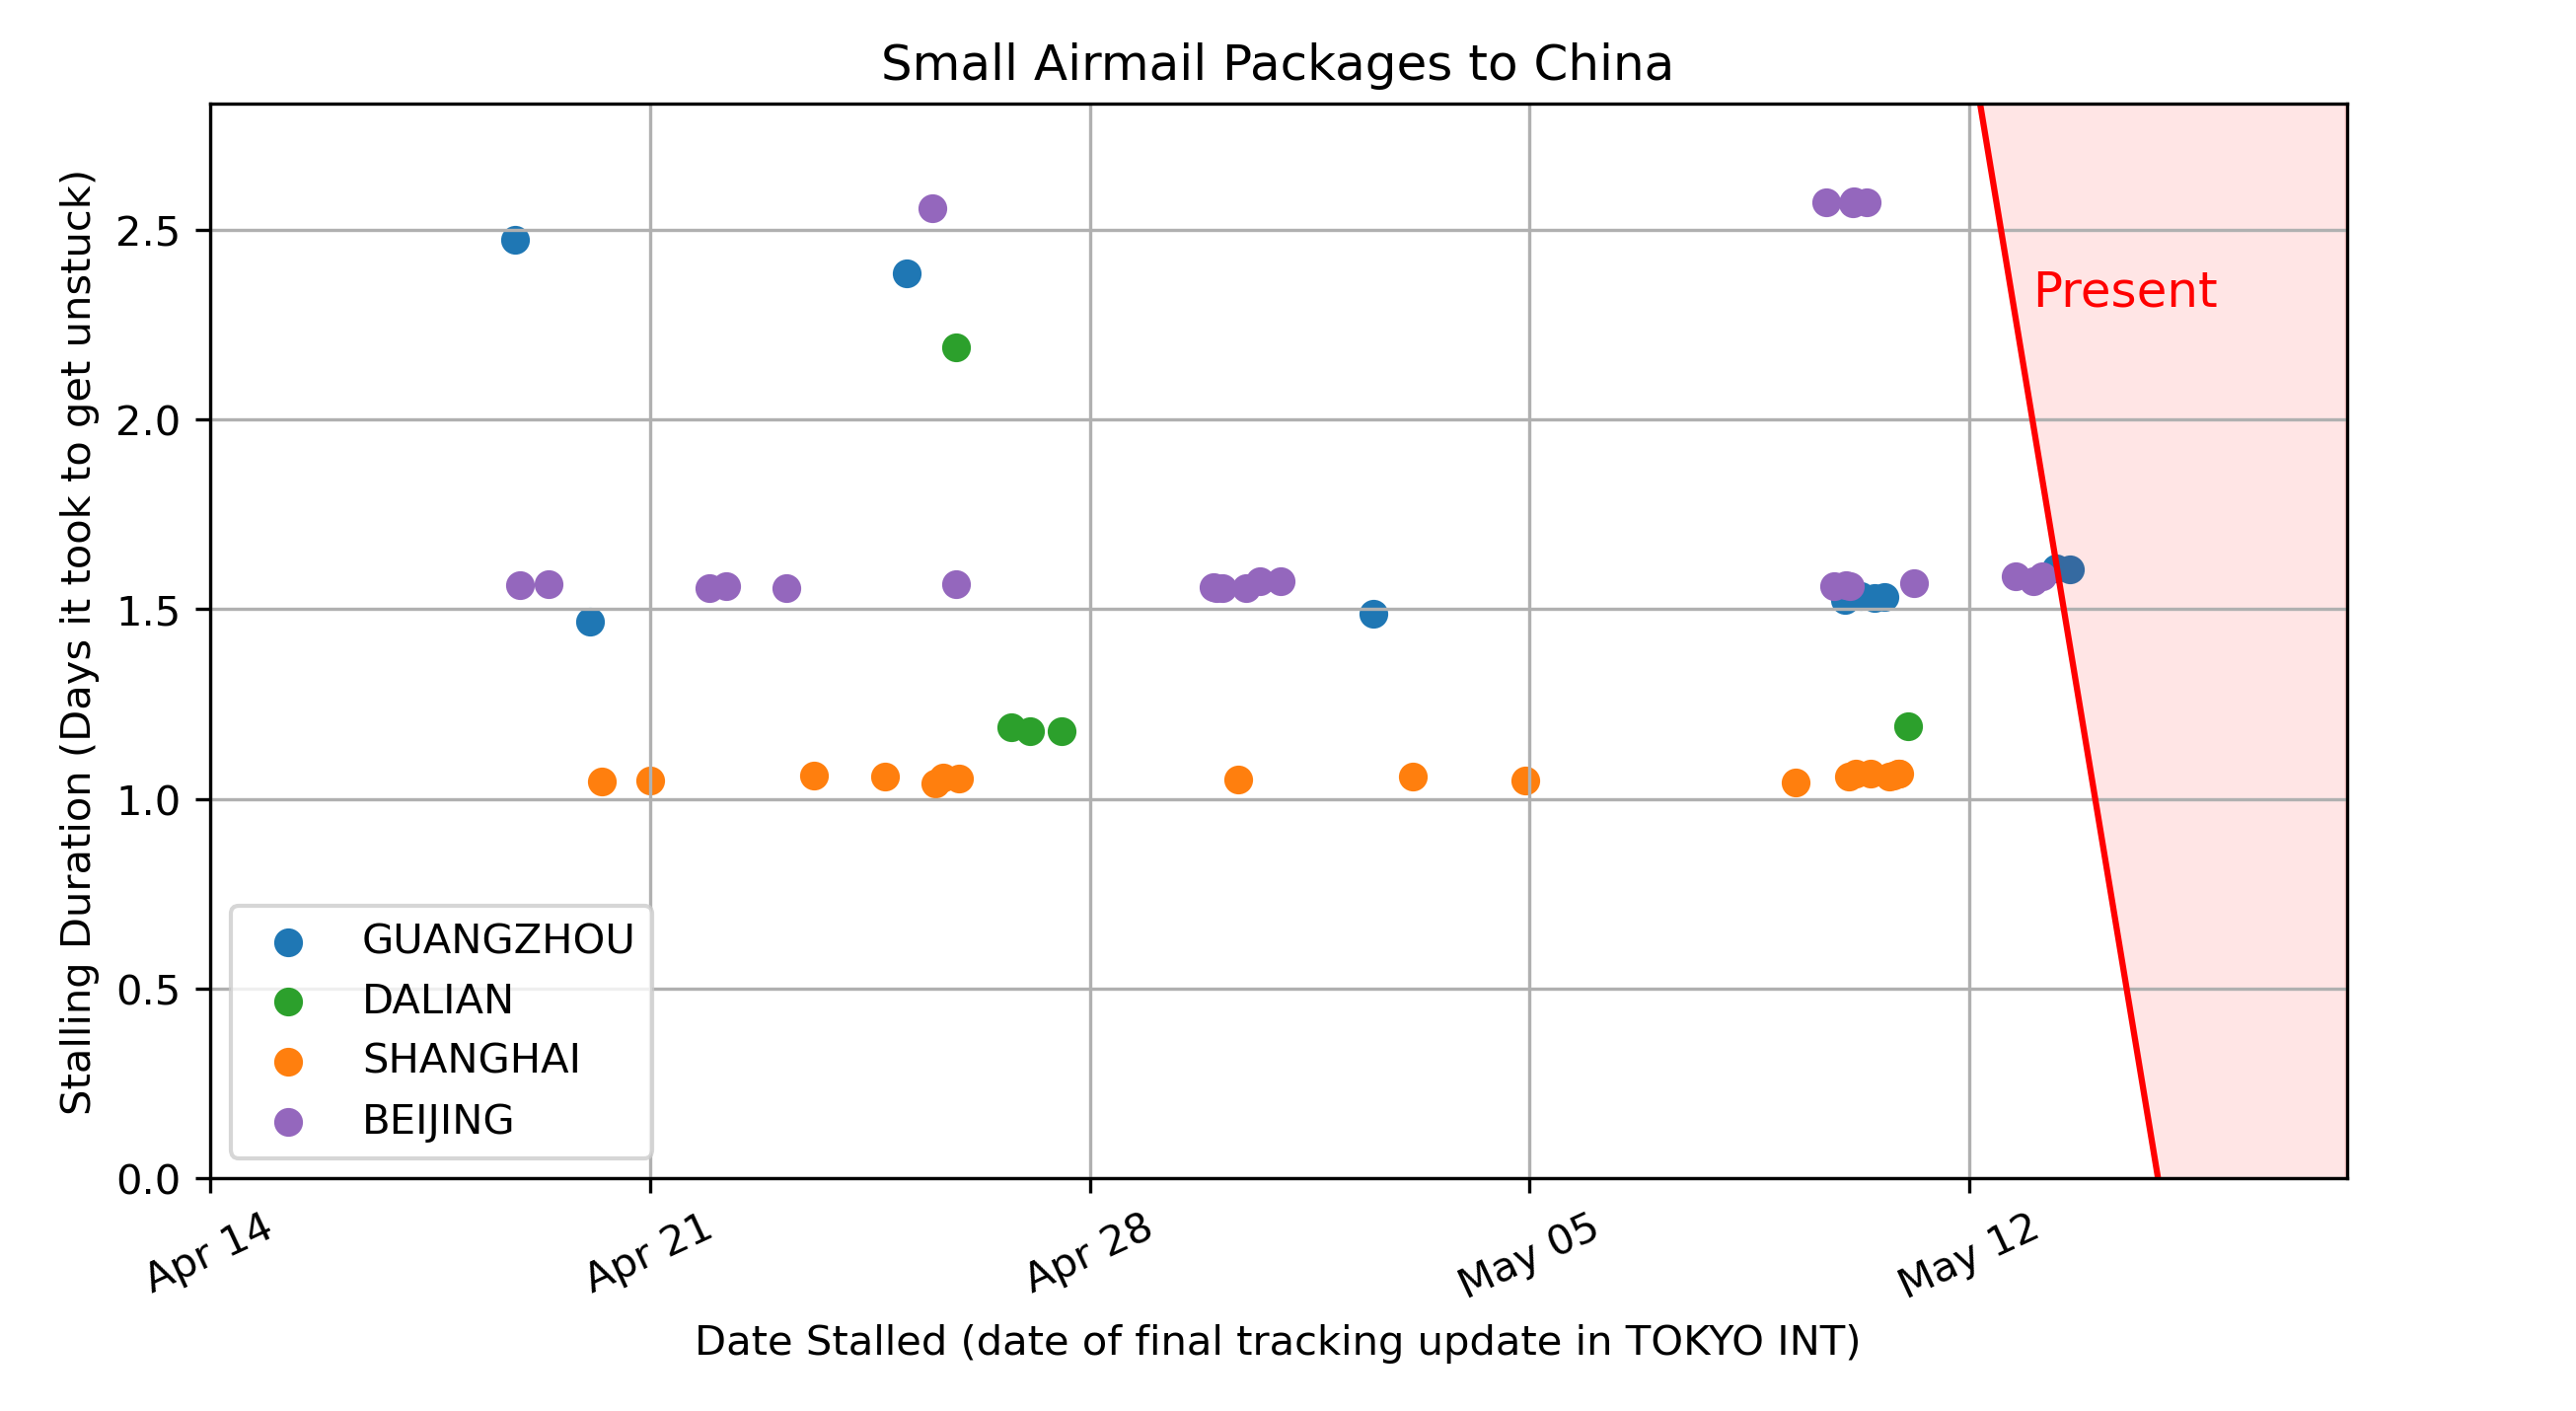 Small Airmail Packages to China
Stalling Duration (Days it took to get unstuck)
2.5
2.0
1.5
1.0
0.5
0.0
Present
GUANGZHOU
DALIAN
SHANGHAI
BEIJING
Apr 14
Apr 21
Apr 28
May 05
May 12
Date Stalled (date of final tracking update in TOKYO INT)